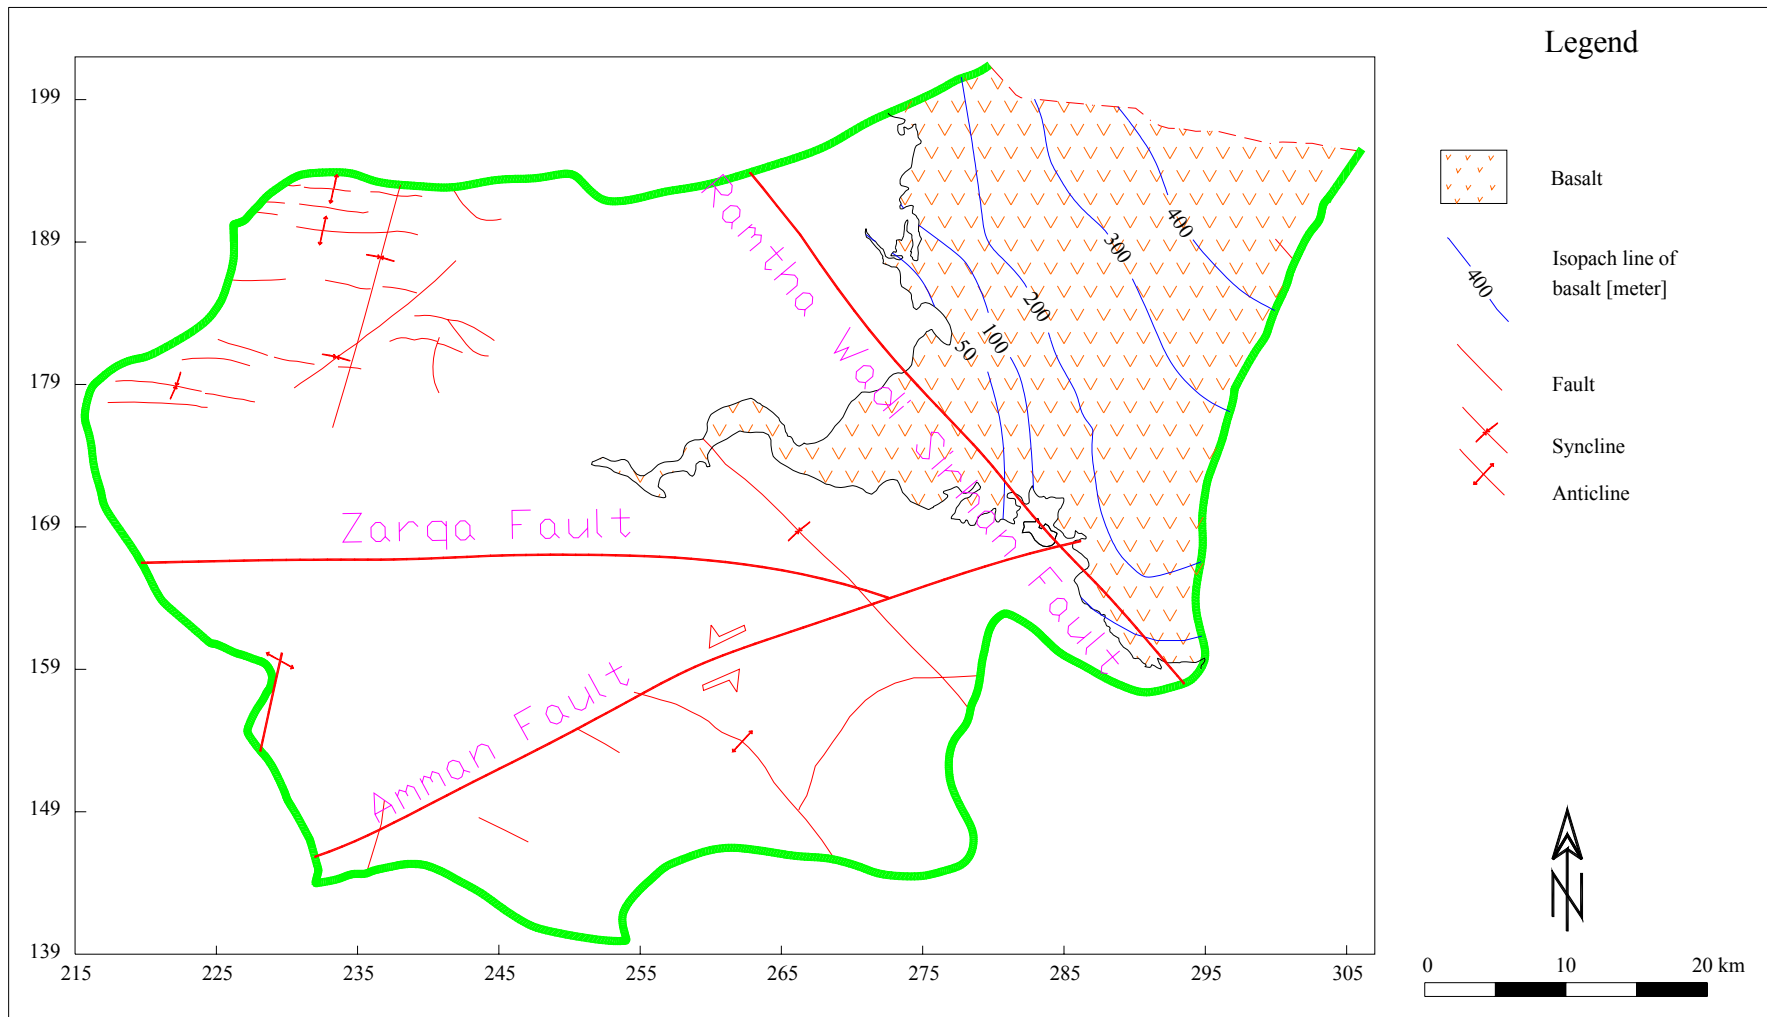 Legend
Basalt
Isopach line of
basalt [meter]
400
Fault
Syncline
Anticline
N
0 10 20 km
199
189
179
169
159
149
139
215 225 235 245 255 265 275 285 295 305
Ramtha Wadi Sirhan Fault
Zarqa Fault
Amman Fault
400
300
200
100
50